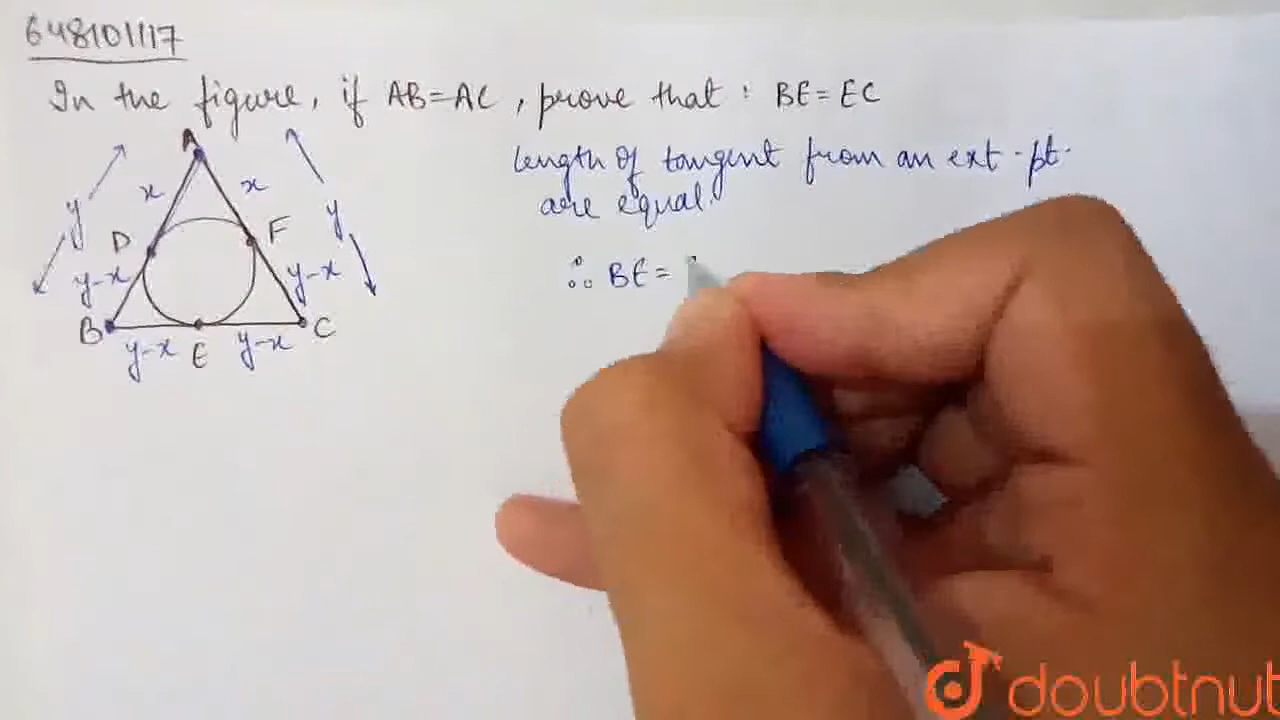 648101117
In the figure, if AB=AC, prove that : BE=EC
length of tangent from an ext. pt.
are equal.
∴ BE= y
A
x
x
y
y
D
F
y-x
y-x
B
C
y-x
E
y-x
doubtnut